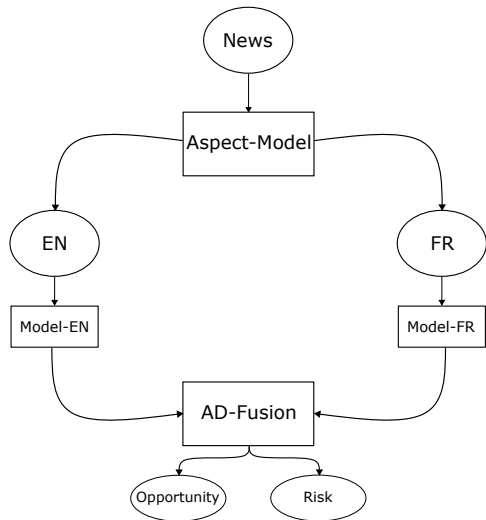 News
Aspect-Model
EN
FR
Model-EN
Model-FR
AD-Fusion
Opportunity
Risk